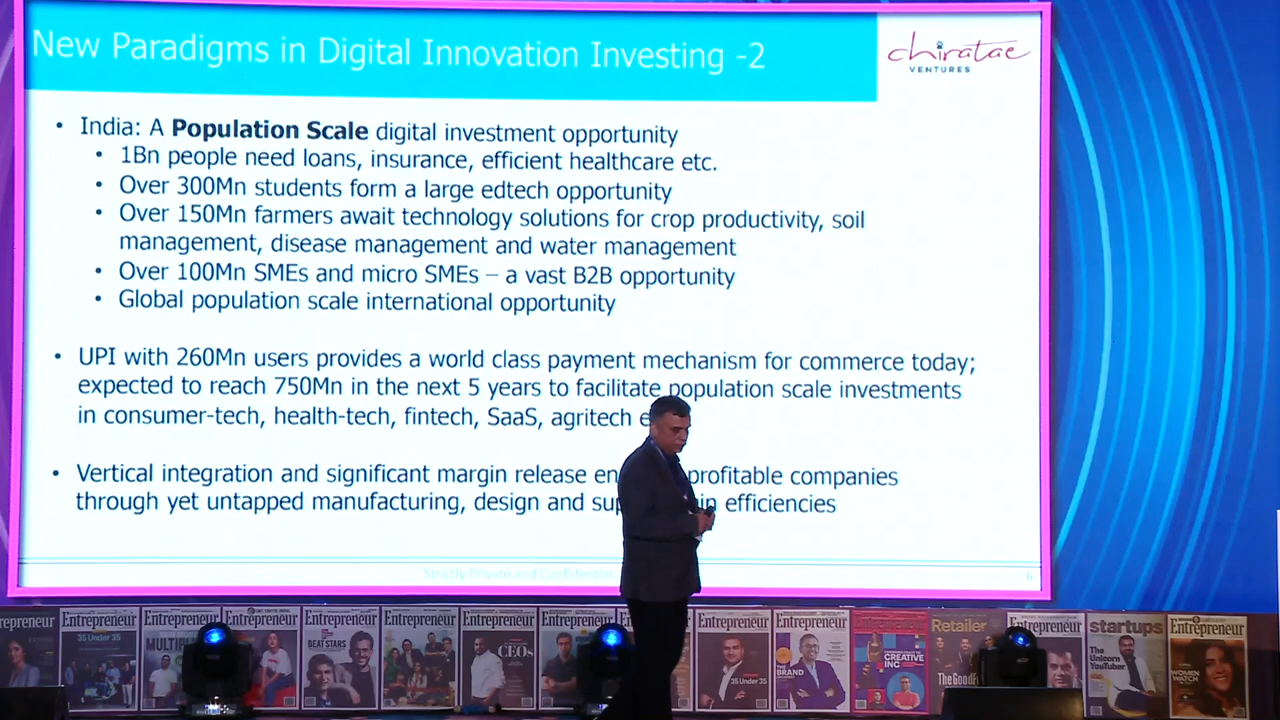 New Paradigms in Digital Innovation Investing -2
chiratae
VENTURES
• India: A Population Scale digital investment opportunity
• 1Bn people need loans, insurance, efficient healthcare etc.
• Over 300Mn students form a large edtech opportunity
• Over 150Mn farmers await technology solutions for crop productivity, soil
management, disease management and water management
• Over 100Mn SMEs and micro SMEs – a vast B2B opportunity
• Global population scale international opportunity
• UPI with 260Mn users provides a world class payment mechanism for commerce today;
expected to reach 750Mn in the next 5 years to facilitate population scale investments
in consumer-tech, health-tech, fintech, SaaS, agritech
• Vertical integration and significant margin release profitable companies
through yet untapped manufacturing, design and efficiencies
Strictly Private and Confidential
6
Entrepreneur
35 Under 35
Entrepreneur
Entrepreneur
Entrepreneur
BEAT STARS
Entrepreneur
Entrepreneur
CEOs
Entrepreneur
Entrepreneur
35 Under 35
Entrepreneur
BRAND
Entrepreneur
CREATIVE
INC
Retailer
Entrepreneur
startups
The
Unicorn
YouTuber
Entrepreneur
WOMEN
WATCH